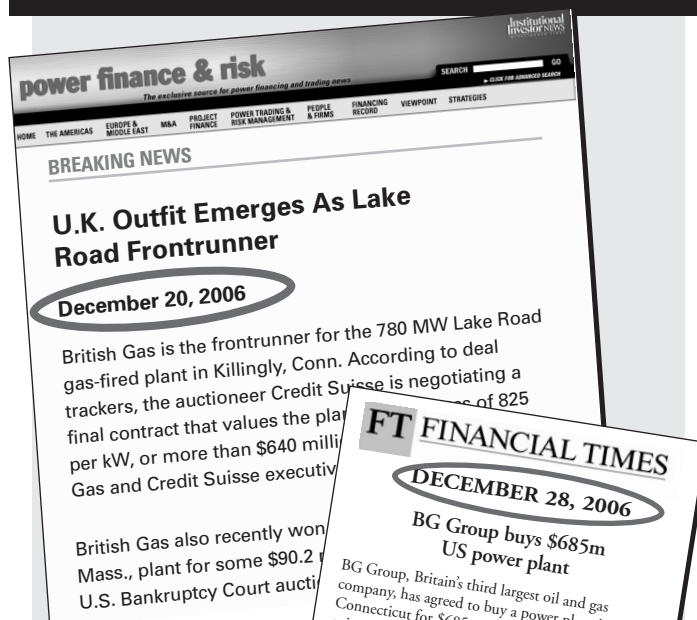 Institutional
Investor NEWS
power finance & risk
The exclusive source for power financing and trading news
SEARCH GO
CLICK FOR ADVANCED SEARCH
HOME THE AMERICAS EUROPE & MIDDLE EAST M&A PROJECT FINANCE POWER TRADING & RISK MANAGEMENT PEOPLE & FIRMS FINANCING RECORD VIEWPOINT STRATEGIES
BREAKING NEWS
U.K. Outfit Emerges As Lake
Road Frontrunner
December 20, 2006
British Gas is the frontrunner for the 780 MW Lake Road
gas-fired plant in Killingly, Conn. According to deal
trackers, the auctioneer Credit Suisse is negotiating a
final contract that values the of 825
per kW, or more than $640
Gas and Credit Suisse
British Gas also recently won
Mass., plant for some $90.2
U.S. Bankruptcy Court
FT FINANCIAL TIMES
DECEMBER 28, 2006
BG Group buys $685m
US power plant
BG Group, Britain's third largest oil and gas
company, has agreed to buy a power
Connecticut for